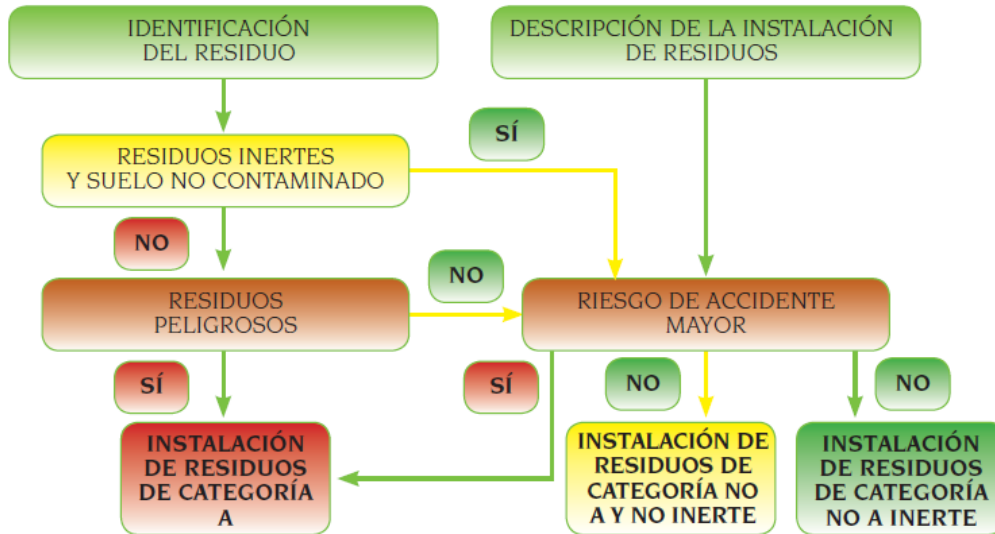 IDENTIFICACIÓN
DEL RESIDUO
DESCRIPCIÓN DE LA INSTALACIÓN
DE RESIDUOS
SÍ
RESIDUOS INERTES
Y SUELO NO CONTAMINADO
NO
NO
RESIDUOS
PELIGROSOS
RIESGO DE ACCIDENTE
MAYOR
SÍ
SÍ
NO
NO
INSTALACIÓN
DE RESIDUOS
DE CATEGORÍA
A
INSTALACIÓN DE
RESIDUOS DE
CATEGORÍA NO
A Y NO INERTE
INSTALACIÓN
DE RESIDUOS
DE CATEGORÍA
NO A INERTE